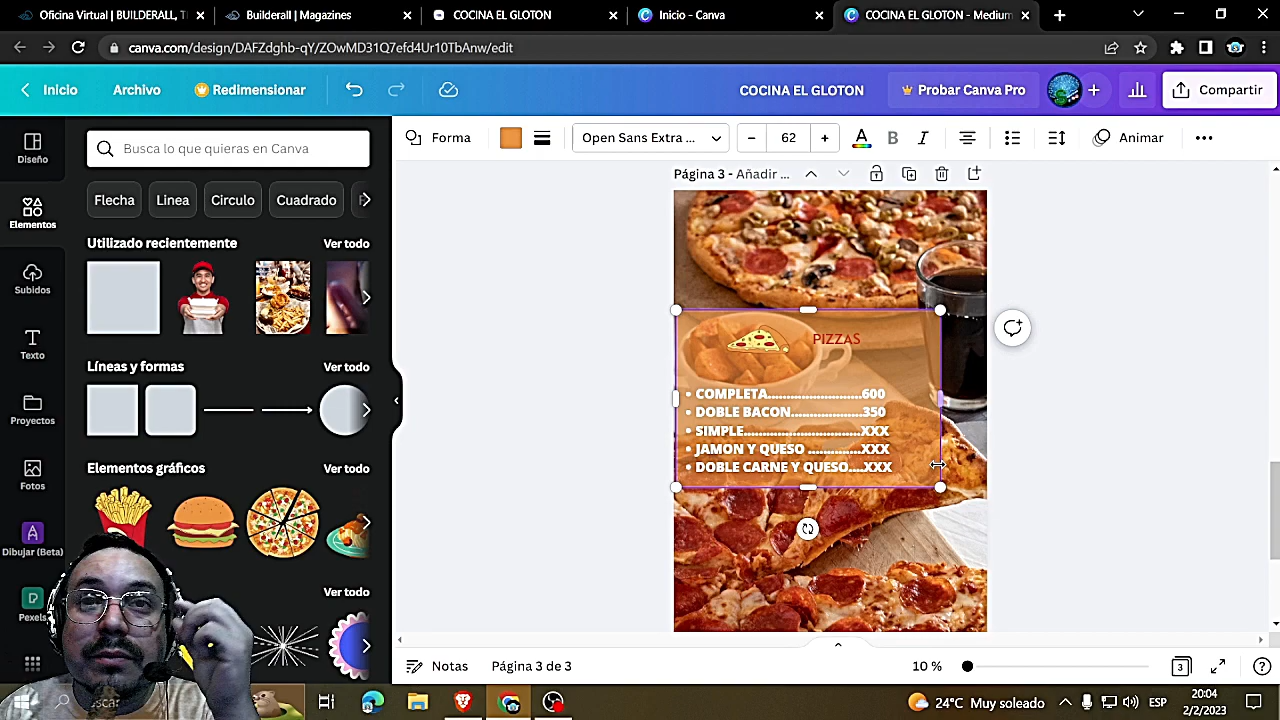 Oficina Virtual | BUILDERALL, Ti
Builderall | Magazines
COCINA EL GLOTON
Inicio - Canva
COCINA EL GLOTON - Medium
canva.com/design/DAFZdghb-qY/ZOwMD31Q7efd4Ur10TbAnw/edit
Inicio
Archivo
Redimensionar
COCINA EL GLOTON
Probar Canva Pro
Compartir
Diseño
Elementos
Subidos
Texto
Proyectos
Fotos
Dibujar (Beta)
Pexels
Busca lo que quieras en Canva
Flecha
Linea
Circulo
Cuadrado
Utilizado recientemente
Ver todo
Líneas y formas
Ver todo
Elementos gráficos
Ver todo
Ver todo
Forma
Open Sans Extra ...
62
A
B
I
Animar
Página 3 - Añadir ...
PIZZAS
• COMPLETA..........................600
• DOBLE BACON....................350
• SIMPLE................................XXX
• JAMON Y QUESO ..............XXX
• DOBLE CARNE Y QUESO....XXX
Notas
Página 3 de 3
10 %
3
24°C Muy soleado
ESP
20:04
2/2/2023